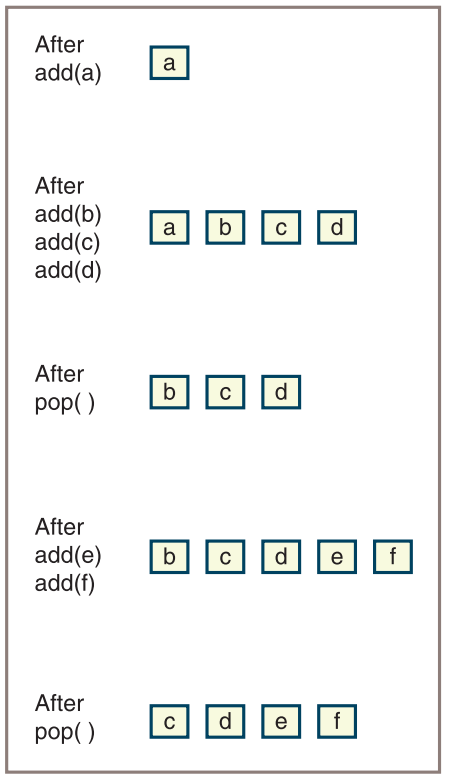 After
add(a)
a
After
add(b)
add(c)
add(d)
a b c d
After
pop( )
b c d
After
add(e)
add(f)
b c d e f
After
pop( )
c d e f